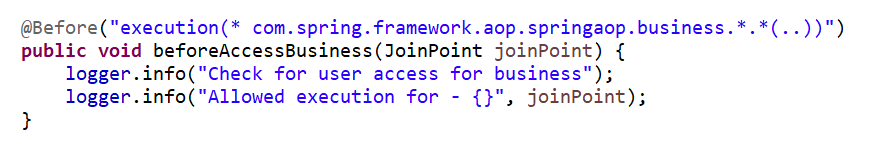 @Before("execution(* com.spring.framework.aop.springaop.business.*.*(..))")
public void beforeAccessBusiness(JoinPoint joinPoint) {
    logger.info("Check for user access for business");
    logger.info("Allowed execution for - {}", joinPoint);
}